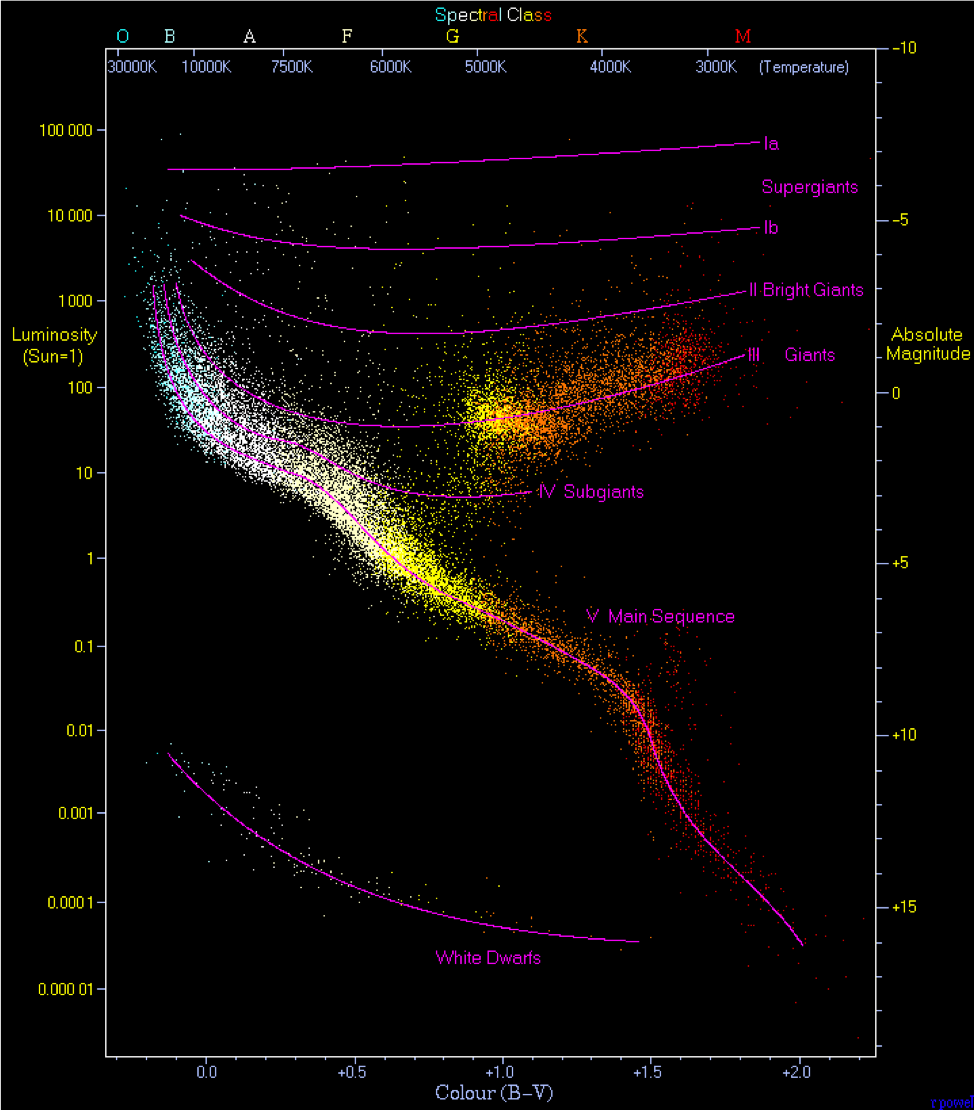 Spectral Class
O B A F G K M
30000K 10000K 7500K 6000K 5000K 4000K 3000K (Temperature)
-10
100 000
Ia
Supergiants
10 000
-5
Ib
1000
II Bright Giants
Luminosity
(Sun=1)
Absolute
Magnitude
III Giants
100
0
10
IV Subgiants
1
+5
V Main Sequence
0.1
0.01
+10
0.001
0.0001
+15
White Dwarfs
0.000 01
0.0 +0.5 +1.0 +1.5 +2.0
Colour (B-V)